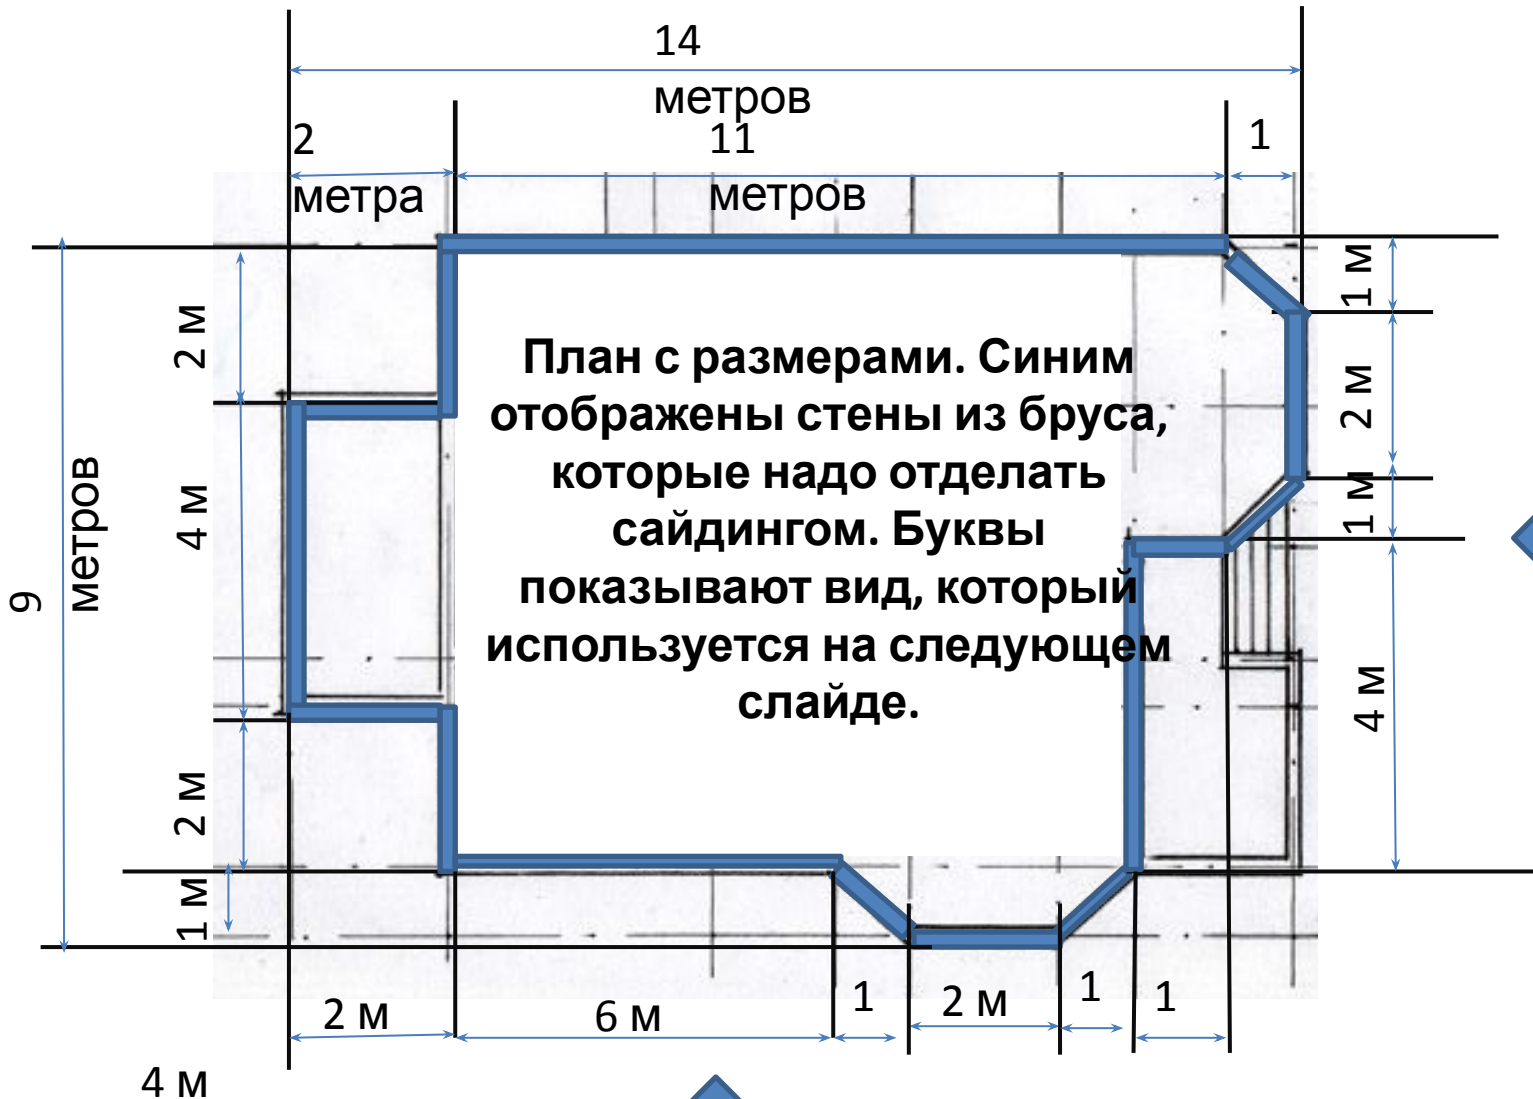 14
метров
2
метра
11
метров
1
9
метров
2 м
4 м
2 м
1 м
План с размерами. Синим
отображены стены из бруса,
которые надо отделать
сайдингом. Буквы
показывают вид, который
используется на следующем
слайде.
1 м
2 м
1 м
4 м
2 м
6 м
1
2 м
1
1
4 м